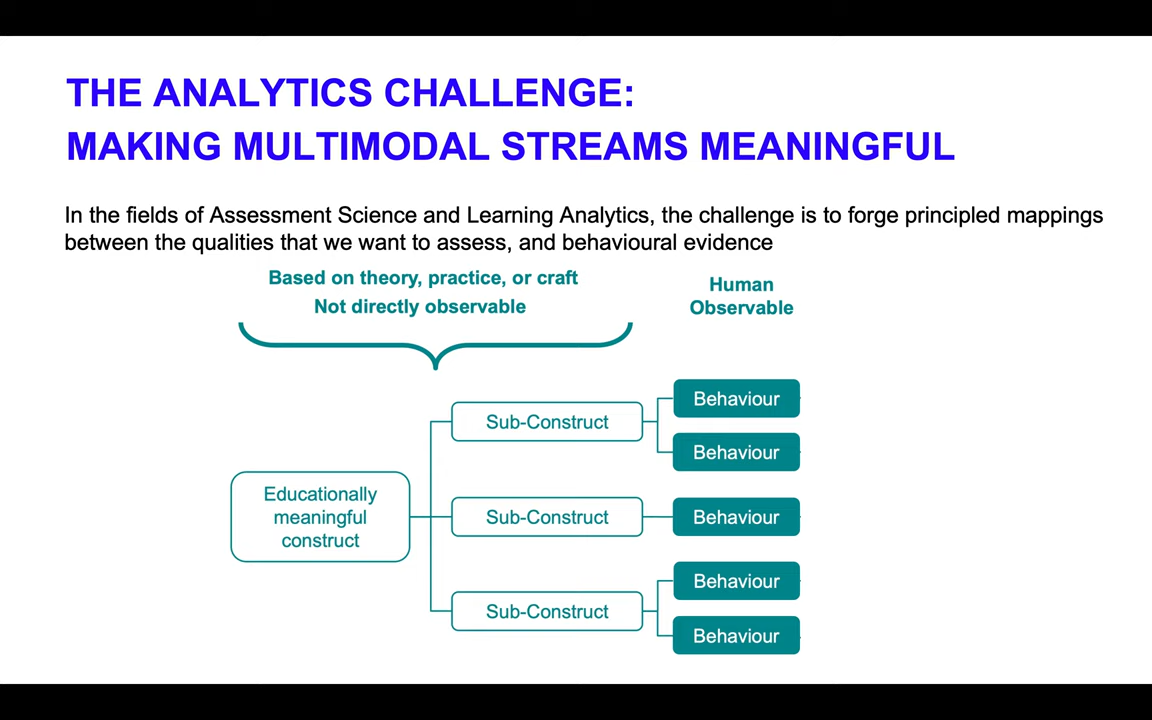 THE ANALYTICS CHALLENGE:
MAKING MULTIMODAL STREAMS MEANINGFUL
In the fields of Assessment Science and Learning Analytics, the challenge is to forge principled mappings
between the qualities that we want to assess, and behavioural evidence
Based on theory, practice, or craft
Not directly observable
Human
Observable
Educationally
meaningful
construct
Sub-Construct
Behaviour
Behaviour
Sub-Construct
Behaviour
Sub-Construct
Behaviour
Behaviour